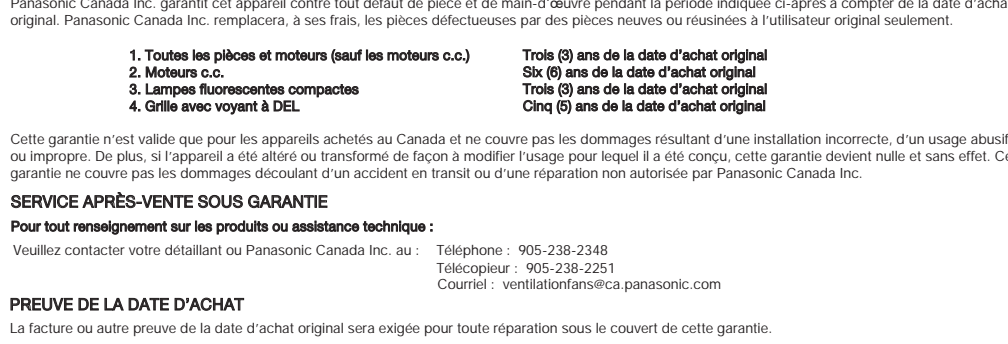 Panasonic Canada Inc. garantit cet appareil contre tout défaut de pièce et de main-d'œuvre pendant la période indiquée ci-après à compter de la date d'acha
original. Panasonic Canada Inc. remplacera, à ses frais, les pièces défectueuses par des pièces neuves ou réusinées à l'utilisateur original seulement.
1. Toutes les pièces et moteurs (sauf les moteurs c.c.) Trois (3) ans de la date d'achat original
2. Moteurs c.c. Six (6) ans de la date d'achat original
3. Lampes fluorescentes compactes Trois (3) ans de la date d'achat original
4. Grille avec voyant à DEL Cinq (5) ans de la date d'achat original
Cette garantie n'est valide que pour les appareils achetés au Canada et ne couvre pas les dommages résultant d'une installation incorrecte, d'un usage abusif
ou impropre. De plus, si l'appareil a été altéré ou transformé de façon à modifier l'usage pour lequel il a été conçu, cette garantie devient nulle et sans effet. Ce
garantie ne couvre pas les dommages découlant d'un accident en transit ou d'une réparation non autorisée par Panasonic Canada Inc.
SERVICE APRÈS-VENTE SOUS GARANTIE
Pour tout renseignement sur les produits ou assistance technique :
Veuillez contacter votre détaillant ou Panasonic Canada Inc. au : Téléphone : 905-238-2348
Télécopieur : 905-238-2251
Courriel : ventilationfans@ca.panasonic.com
PREUVE DE LA DATE D'ACHAT
La facture ou autre preuve de la date d'achat original sera exigée pour toute réparation sous le couvert de cette garantie.